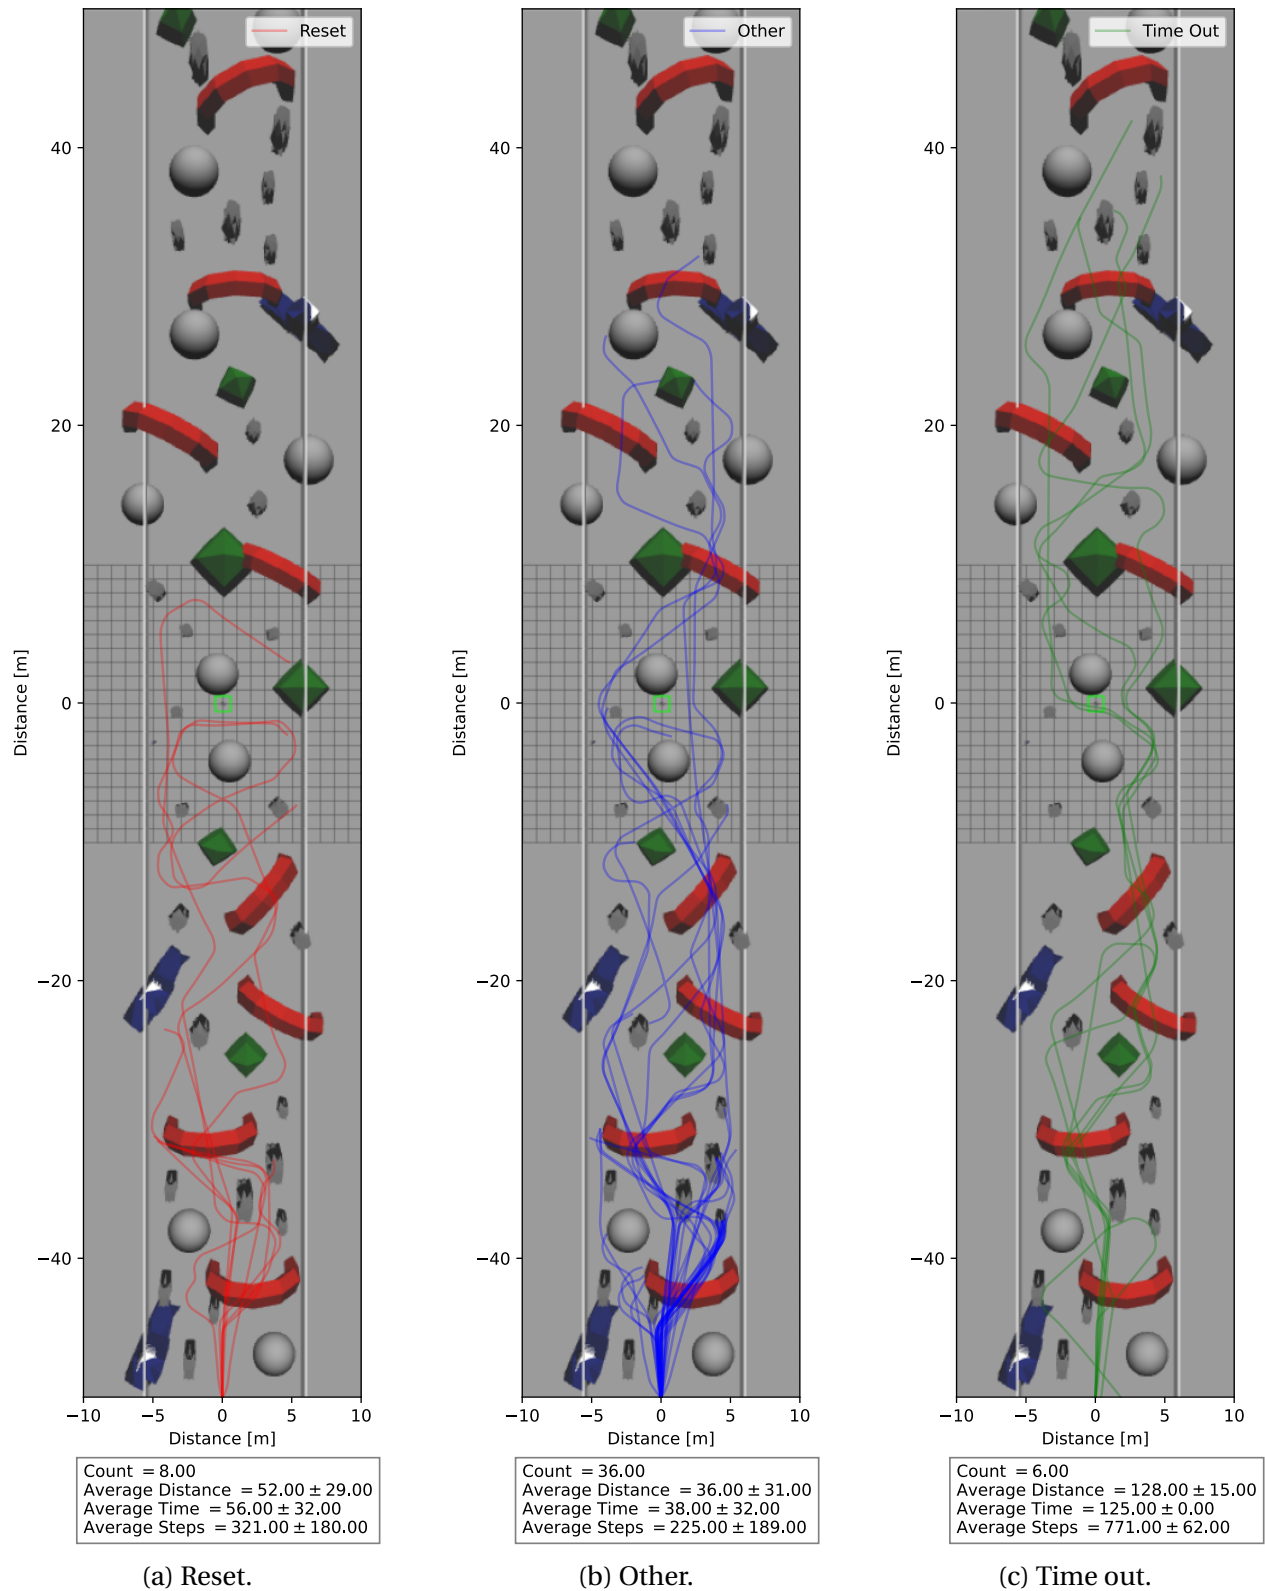 Reset
40
20
0
−20
−40
Distance [m]
−10
−5
0
5
10
Distance [m]
Count = 8.00
Average Distance = 52.00 ± 29.00
Average Time = 56.00 ± 32.00
Average Steps = 321.00 ± 180.00
(a) Reset.
Other
40
20
0
−20
−40
Distance [m]
−10
−5
0
5
10
Distance [m]
Count = 36.00
Average Distance = 36.00 ± 31.00
Average Time = 38.00 ± 32.00
Average Steps = 225.00 ± 189.00
(b) Other.
Time Out
40
20
0
−20
−40
Distance [m]
−10
−5
0
5
10
Distance [m]
Count = 6.00
Average Distance = 128.00 ± 15.00
Average Time = 125.00 ± 0.00
Average Steps = 771.00 ± 62.00
(c) Time out.